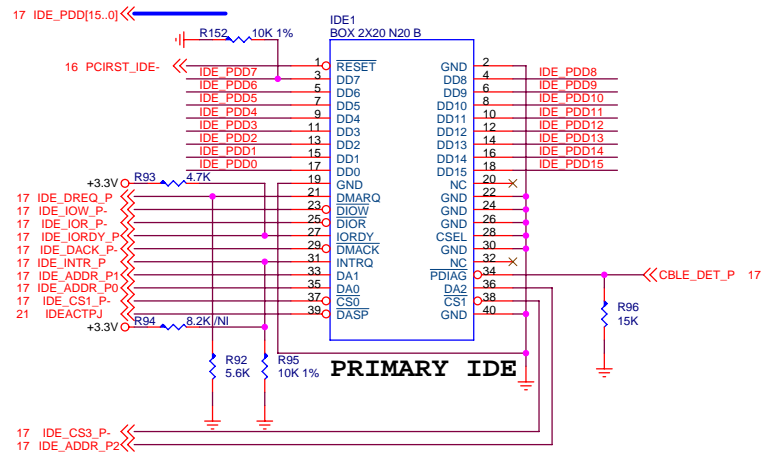 17 IDE_PDD[15..0]
IDE1
BOX 2X20 N20 B
R152 10K 1%
16 PCIRST_IDE- 1 RESET GND 2
IDE_PDD7 3 DD7 DD8 4 IDE_PDD8
IDE_PDD6 5 DD6 DD9 6 IDE_PDD9
IDE_PDD5 7 DD5 DD10 8 IDE_PDD10
IDE_PDD4 9 DD4 DD11 10 IDE_PDD11
IDE_PDD3 11 DD3 DD12 12 IDE_PDD12
IDE_PDD2 13 DD2 DD13 14 IDE_PDD13
IDE_PDD1 15 DD1 DD14 16 IDE_PDD14
IDE_PDD0 17 DD0 DD15 18 IDE_PDD15
+3.3V R93 4.7K 19 GND NC 20
17 IDE_DREQ_P 21 DMARQ GND 22
17 IDE_IOW_P- 23 DIOW GND 24
17 IDE_IOR_P- 25 DIOR GND 26
17 IDE_IORDY_P 27 IORDY CSEL 28
17 IDE_DACK_P- 29 DMACK GND 30
17 IDE_INTR_P 31 INTRQ NC 32
17 IDE_ADDR_P1 33 DA1 PDIAG 34 CBLE_DET_P 17
17 IDE_ADDR_P0 35 DA0 DA2 36
17 IDE_CS1_P- 37 CS0 CS1 38
21 IDEACTPJ 39 DASP GND 40
+3.3V R94 8.2K /NI
R96
15K
R92
5.6K
R95
10K 1%
PRIMARY IDE
17 IDE_CS3_P-
17 IDE_ADDR_P2